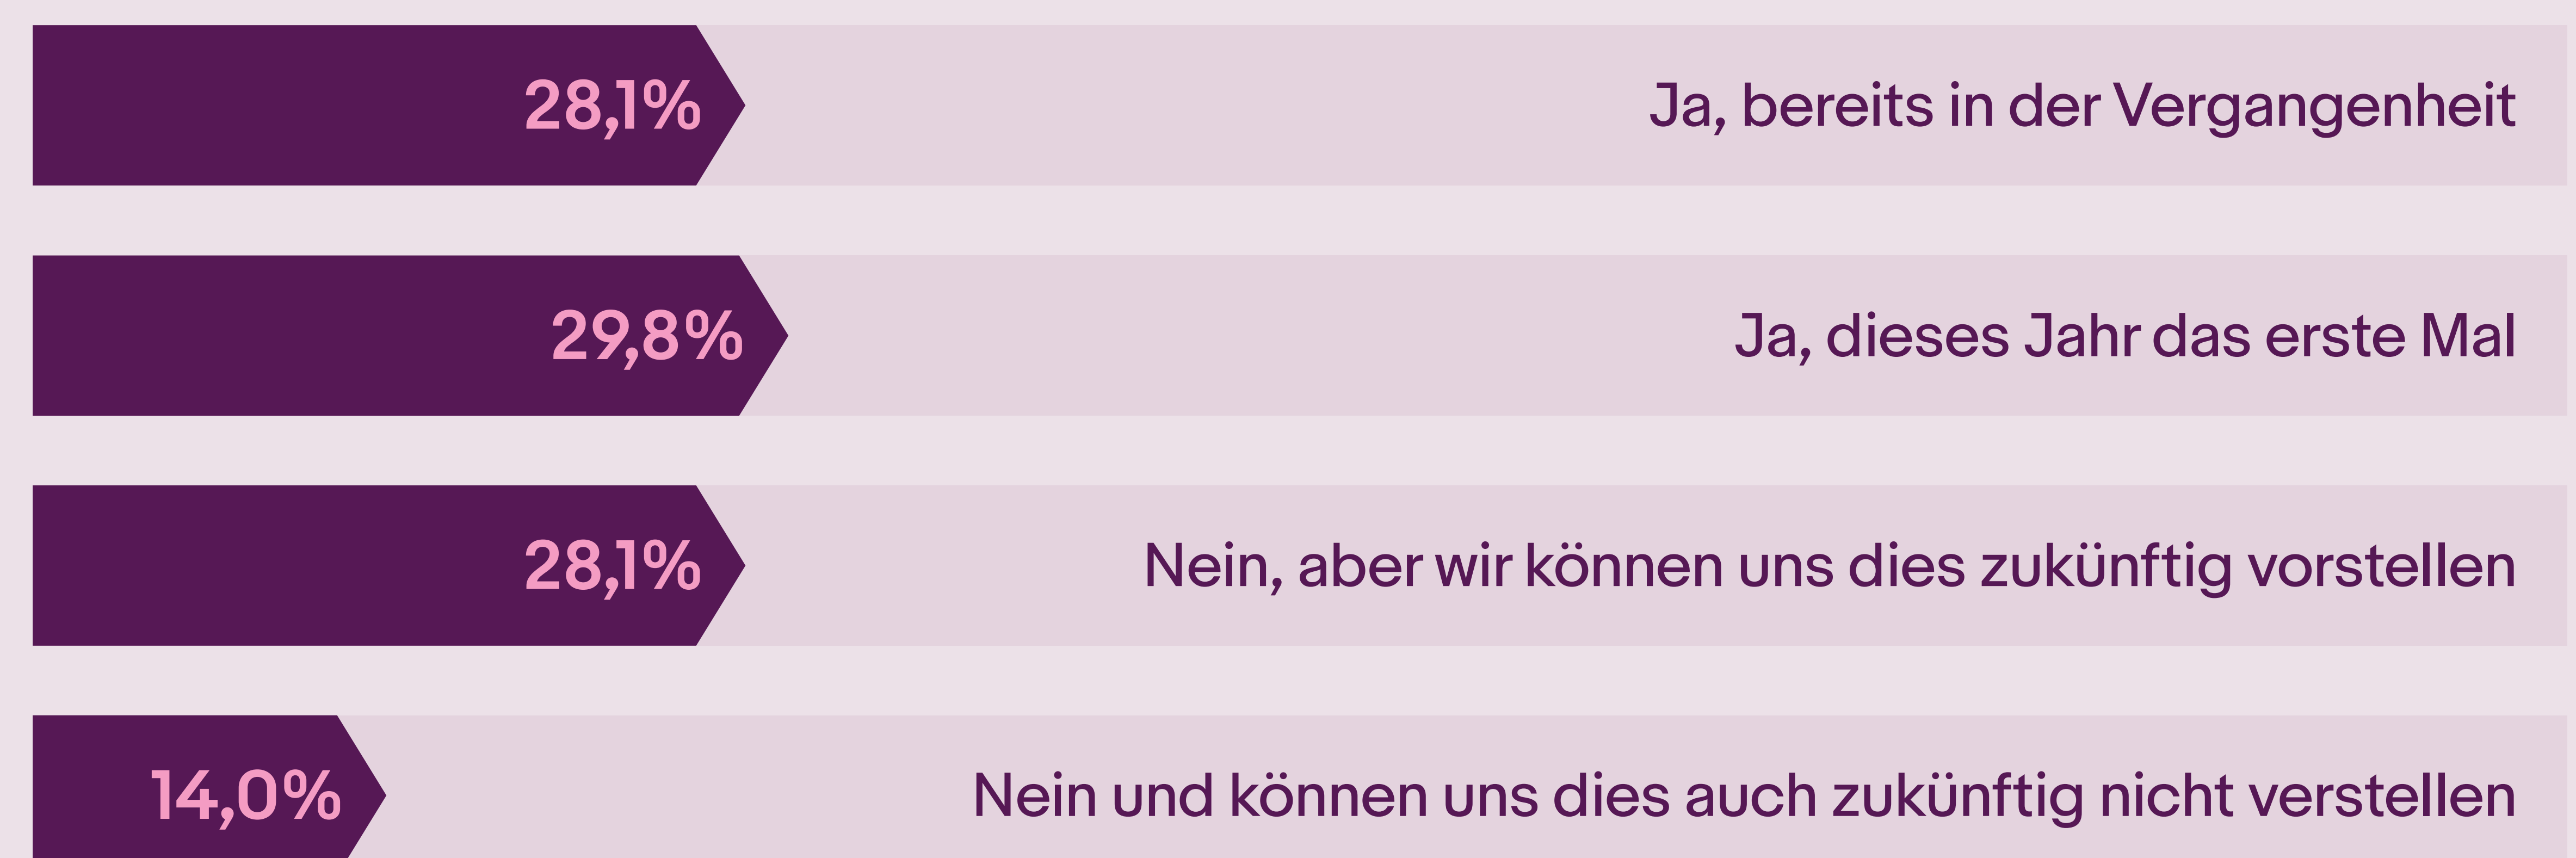 28,1% Ja, bereits in der Vergangenheit
29,8% Ja, dieses Jahr das erste Mal
28,1% Nein, aber wir können uns dies zukünftig vorstellen
14,0% Nein und können uns dies auch zukünftig nicht verstellen